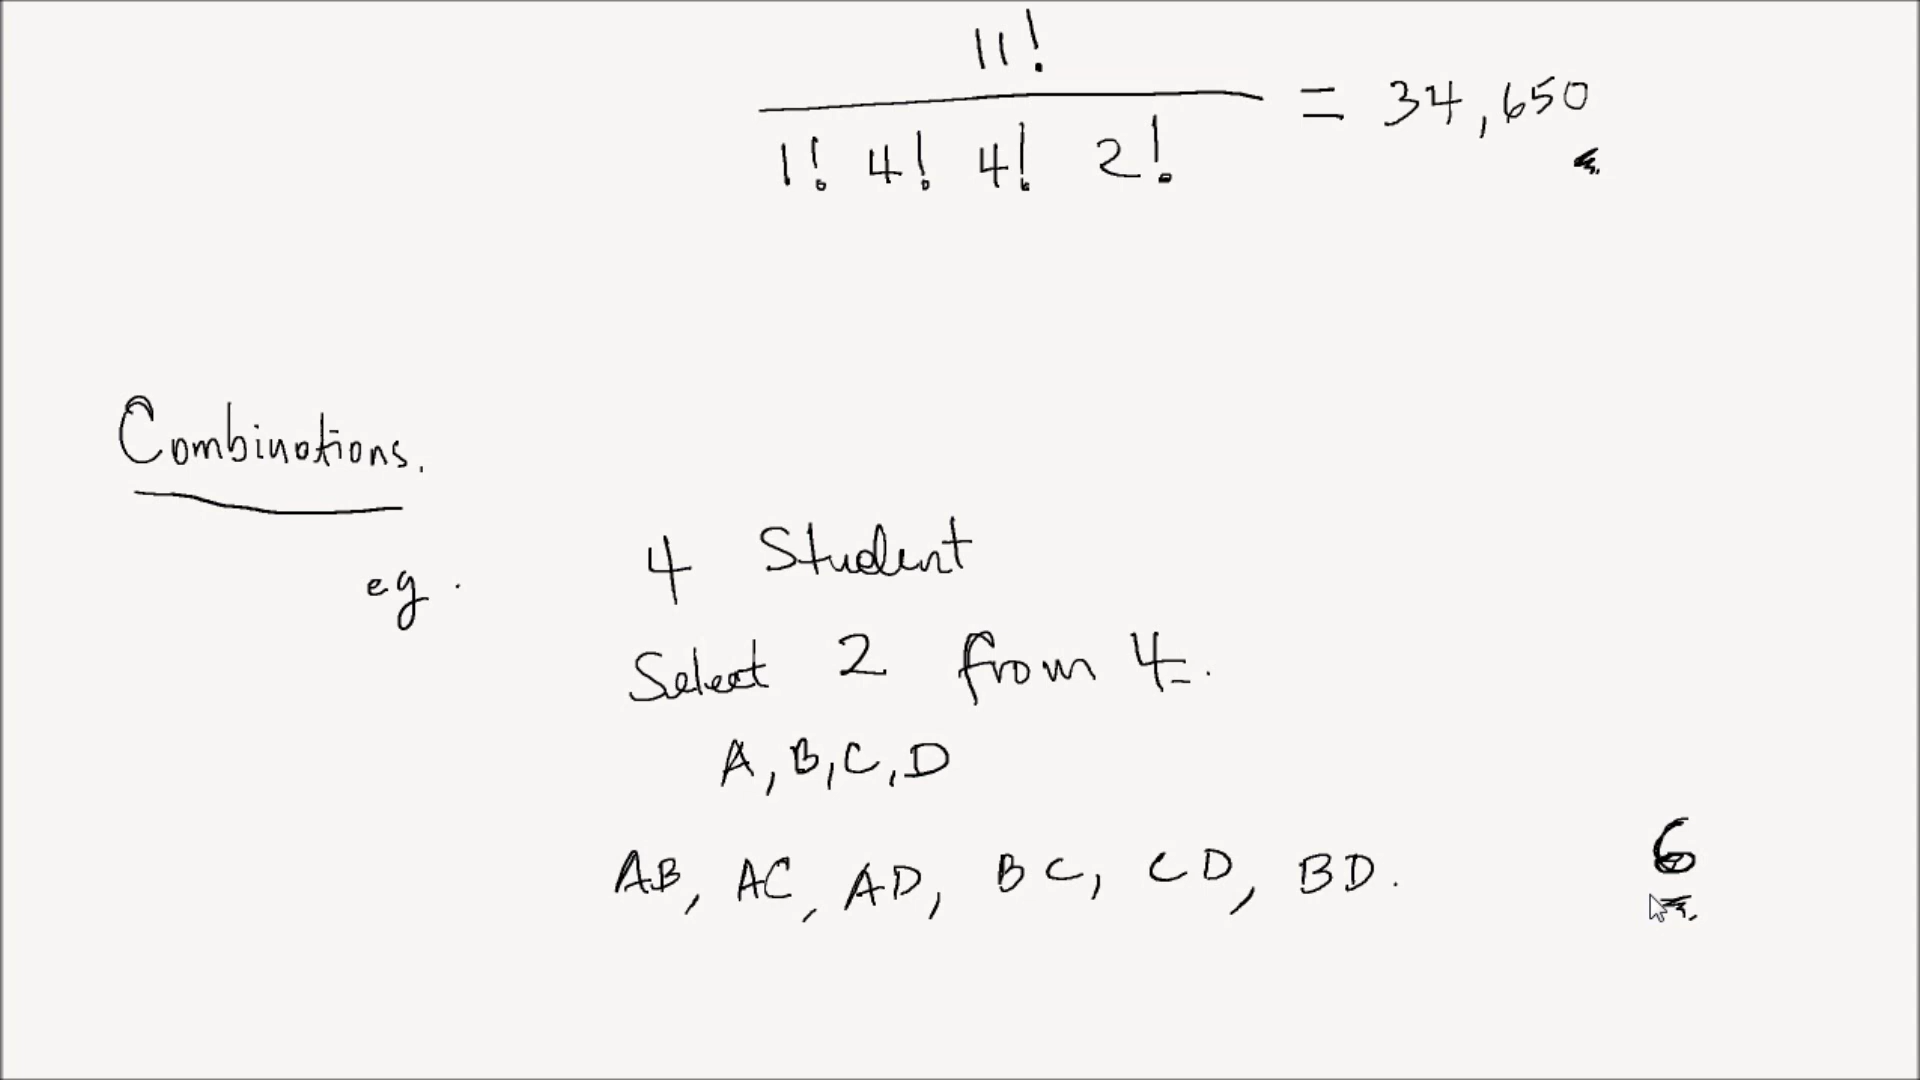 11!
1! 4! 4! 2! = 34,650
Combinations.
eg.
4 Student
Select 2 from 4.
A, B, C, D
AB, AC, AD, BC, CD, BD.
6